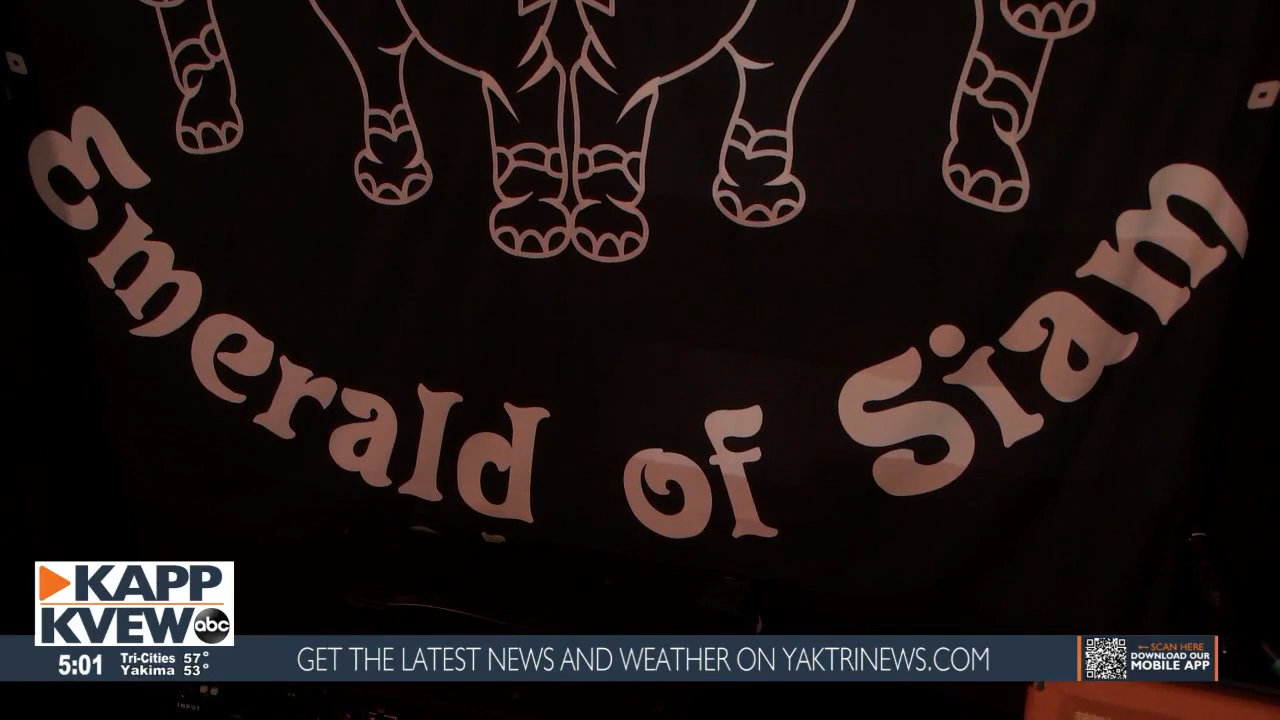 Emerald of Siam
KAPP
KVEW abc
5:01
Tri-Cities 57°
Yakima 53°
GET THE LATEST NEWS AND WEATHER ON YAKTRINEWS.COM
SCAN HERE
DOWNLOAD OUR
MOBILE APP
INPUT